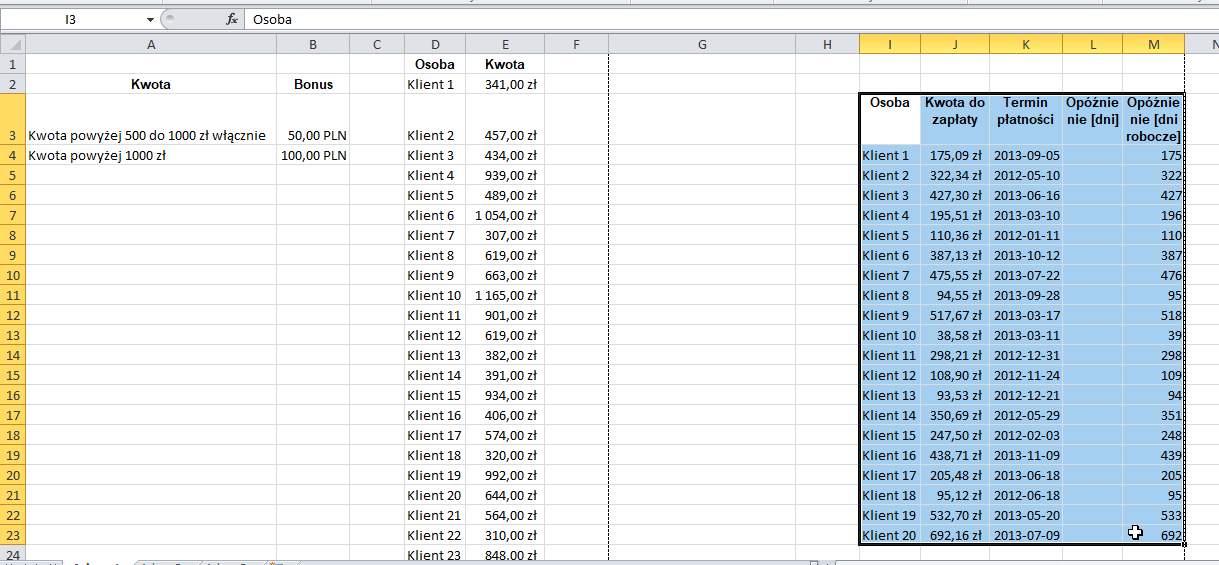 I3 fx Osoba
A B C D E F G H I J K L M N
1 Osoba Kwota
2 Kwota Bonus Klient 1 341,00 zł
Osoba Kwota do zapłaty Termin płatności Opóźnie nie [dni] Opóźnie nie [dni robocze]
3 Kwota powyżej 500 do 1000 zł włącznie 50,00 PLN Klient 2 457,00 zł
4 Kwota powyżej 1000 zł 100,00 PLN Klient 3 434,00 zł Klient 1 175,09 zł 2013-09-05 175
5 Klient 4 939,00 zł Klient 2 322,34 zł 2012-05-10 322
6 Klient 5 489,00 zł Klient 3 427,30 zł 2013-06-16 427
7 Klient 6 1 054,00 zł Klient 4 195,51 zł 2013-03-10 196
8 Klient 7 307,00 zł Klient 5 110,36 zł 2012-01-11 110
9 Klient 8 619,00 zł Klient 6 387,13 zł 2013-10-12 387
10 Klient 9 663,00 zł Klient 7 475,55 zł 2013-07-22 476
11 Klient 10 1 165,00 zł Klient 8 94,55 zł 2013-09-28 95
12 Klient 11 901,00 zł Klient 9 517,67 zł 2013-03-17 518
13 Klient 12 619,00 zł Klient 10 38,58 zł 2013-03-11 39
14 Klient 13 382,00 zł Klient 11 298,21 zł 2012-12-31 298
15 Klient 14 391,00 zł Klient 12 108,90 zł 2012-11-24 109
16 Klient 15 934,00 zł Klient 13 93,53 zł 2012-12-21 94
17 Klient 16 406,00 zł Klient 14 350,69 zł 2012-05-29 351
18 Klient 17 574,00 zł Klient 15 247,50 zł 2012-02-03 248
19 Klient 18 320,00 zł Klient 16 438,71 zł 2013-11-09 439
20 Klient 19 992,00 zł Klient 17 205,48 zł 2013-06-18 205
21 Klient 20 644,00 zł Klient 18 95,12 zł 2012-06-18 95
22 Klient 21 564,00 zł Klient 19 532,70 zł 2013-05-20 533
23 Klient 22 310,00 zł Klient 20 692,16 zł 2013-07-09 692
24 Klient 23 848,00 zł